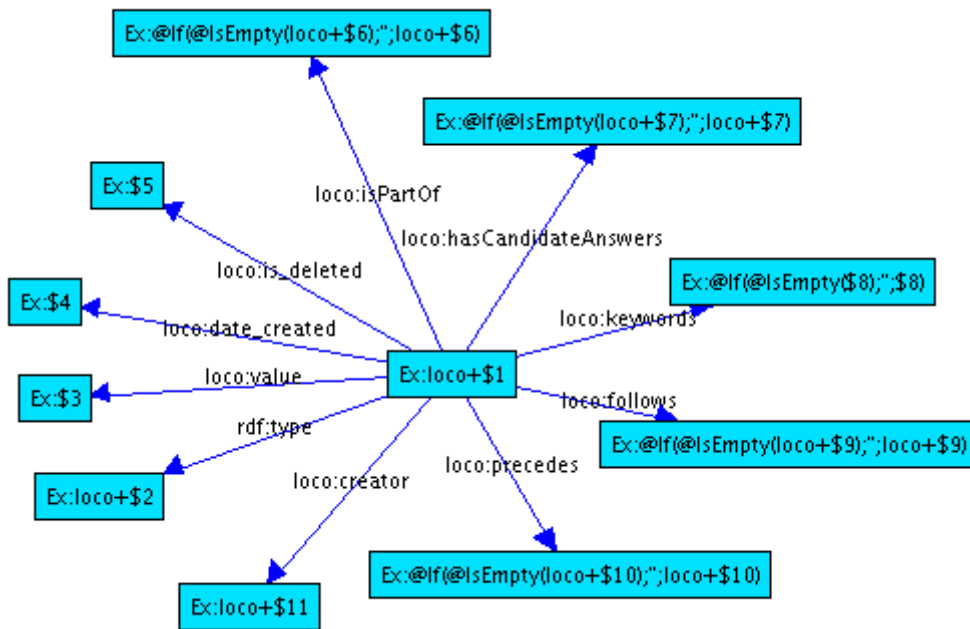 Ex:@If(@IsEmpty(loco+$6);'';loco+$6)
Ex:@If(@IsEmpty(loco+$7);'';loco+$7)
Ex:$5
loco:isPartOf
loco:hasCandidateAnswers
loco:is_deleted
Ex:@If(@IsEmpty($8);'';$8)
Ex:$4
loco:keywords
loco:date_created
Ex:loco+$1
loco:value
Ex:$3
loco:follows
rdf:type
Ex:@If(@IsEmpty(loco+$9);'';loco+$9)
loco:precedes
loco:creator
Ex:loco+$2
Ex:@If(@IsEmpty(loco+$10);'';loco+$10)
Ex:loco+$11